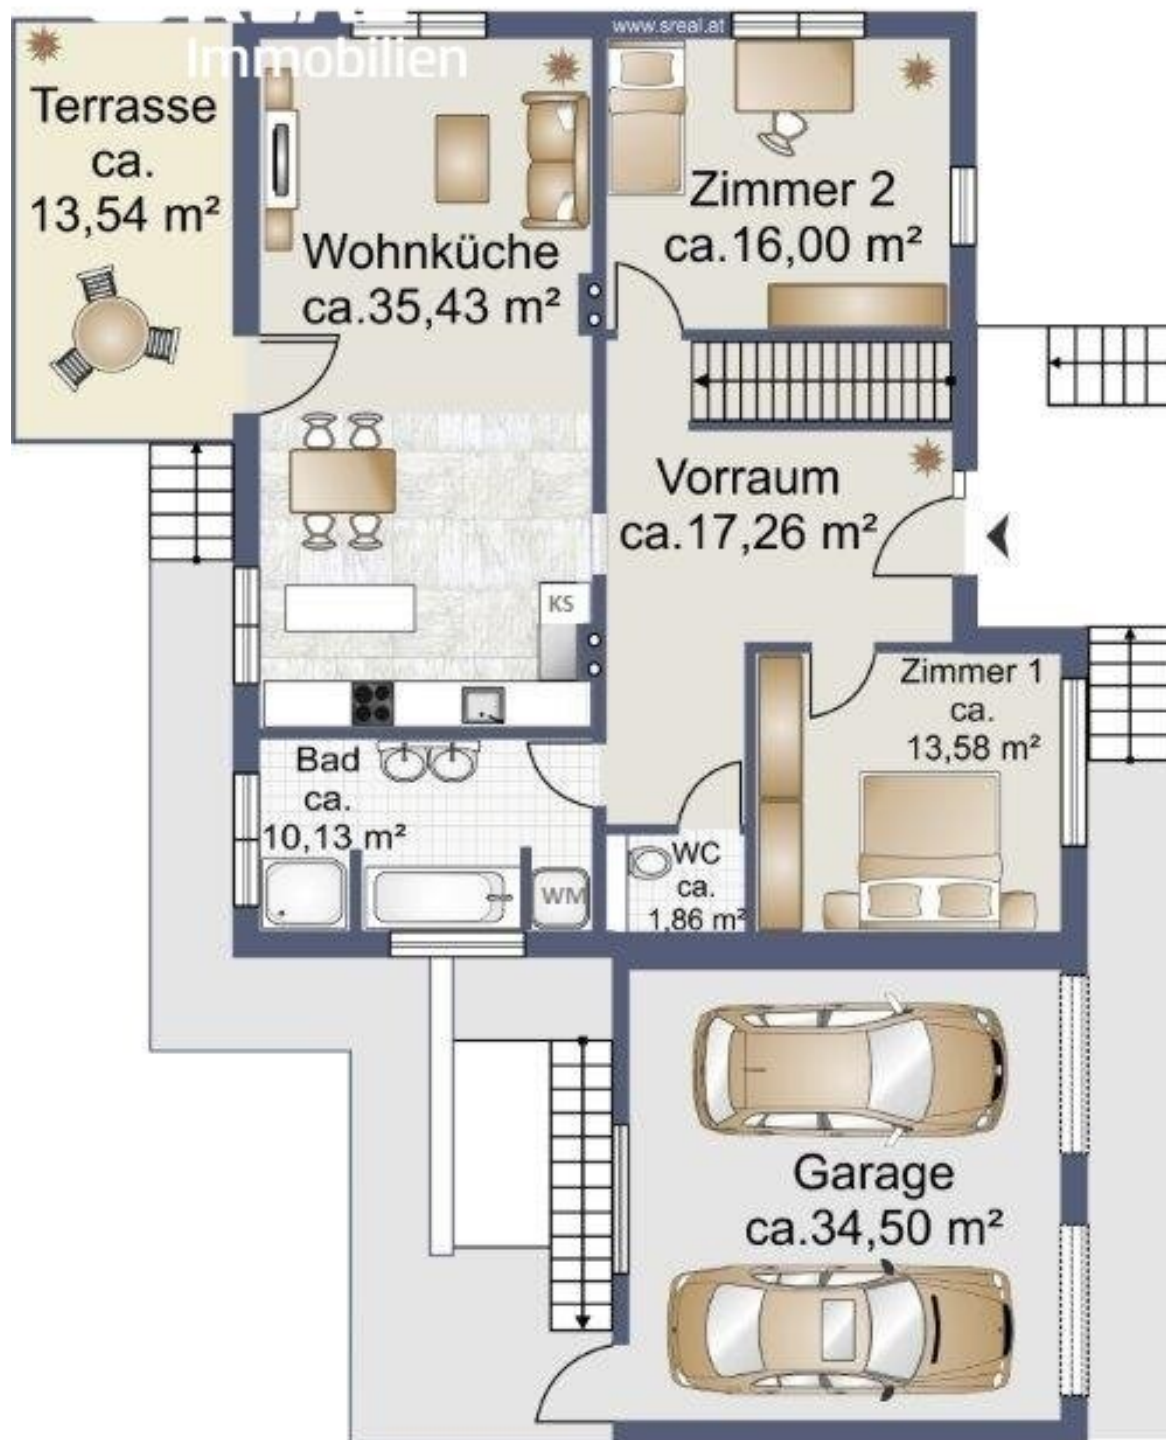 Immobilien
www.sreal.at
Terrasse
ca.
13,54 m²
Wohnküche
ca.35,43 m²
Zimmer 2
ca.16,00 m²
Vorraum
ca.17,26 m²
KS
Zimmer 1
ca.
13,58 m²
Bad
ca.
10,13 m²
WM
WC
ca.
1,86 m²
Garage
ca.34,50 m²